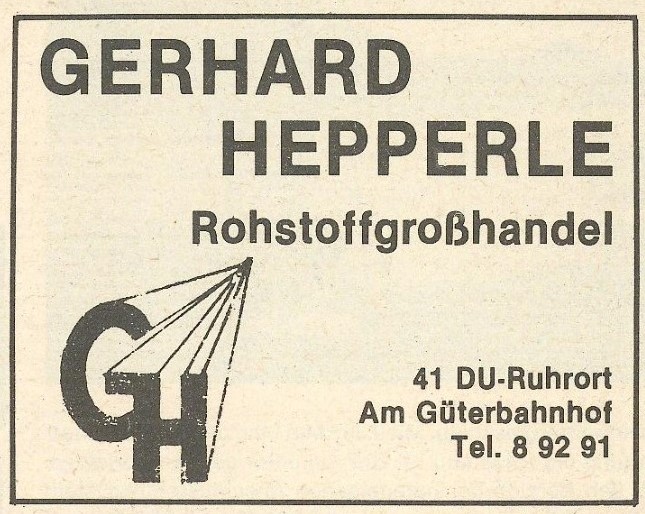 GERHARD
HEPPERLE
Rohstoffgroßhandel
GH
41 DU-Ruhrort
Am Güterbahnhof
Tel. 8 92 91